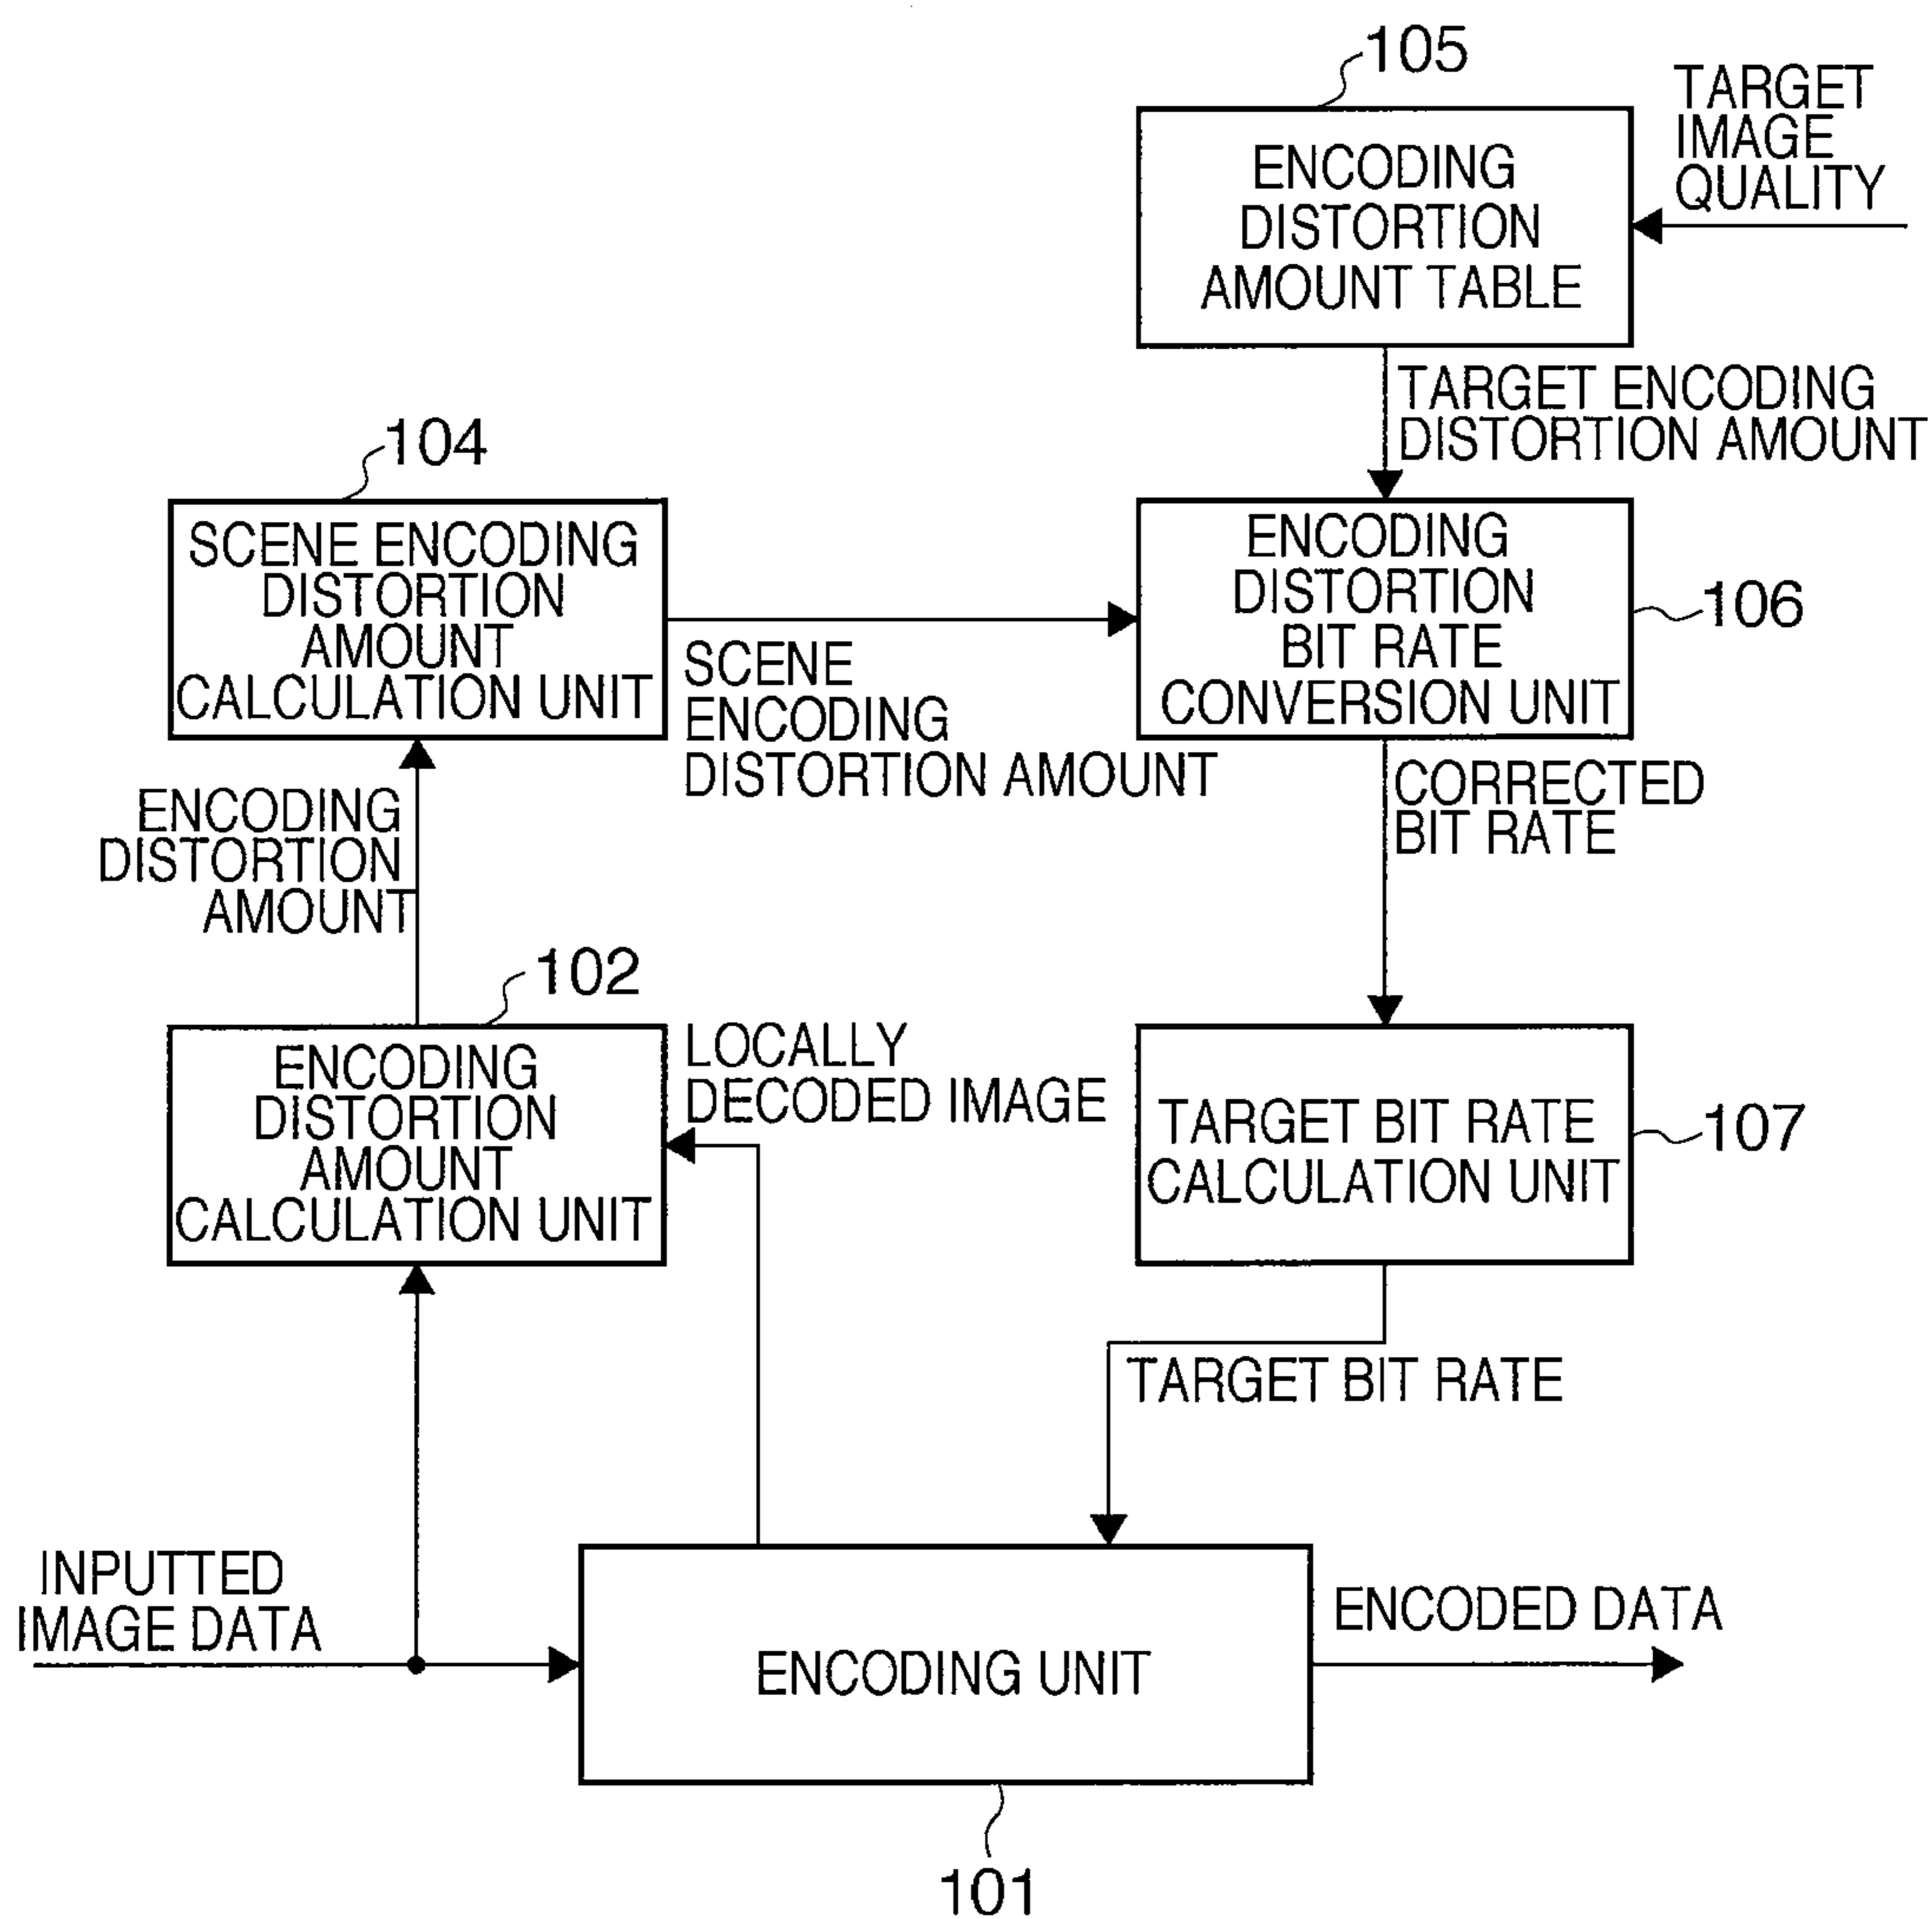 105
TARGET
IMAGE
QUALITY
ENCODING
DISTORTION
AMOUNT TABLE
TARGET ENCODING
DISTORTION AMOUNT
104
SCENE ENCODING
DISTORTION
AMOUNT
CALCULATION UNIT
SCENE
ENCODING
DISTORTION AMOUNT
ENCODING
DISTORTION
BIT RATE
CONVERSION UNIT
106
ENCODING
DISTORTION
AMOUNT
CORRECTED
BIT RATE
102
ENCODING
DISTORTION
AMOUNT
CALCULATION UNIT
LOCALLY
DECODED IMAGE
TARGET BIT RATE
CALCULATION UNIT
107
TARGET BIT RATE
INPUTTED
IMAGE DATA
ENCODING UNIT
ENCODED DATA
101